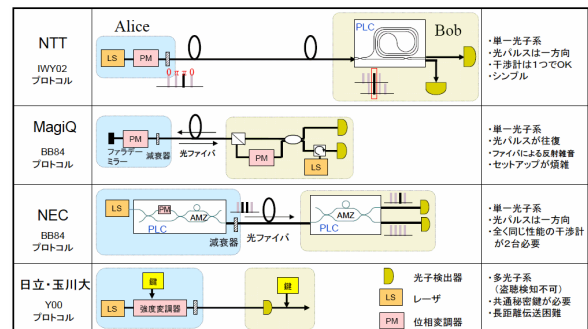 Alice
Bob
NTT
IWY02
プロトコル
LS
PM
0 π = 0
PLC
・単一光子系
・光パルスは一方向
・干渉計は1つでOK
・シンプル
MagiQ
BB84
プロトコル
PM
ファラデー
ミラー
減衰器
光ファイバ
PM
LS
・単一光子系
・光パルスが往復
・ファイバによる反射雑音
・セットアップが煩雑
NEC
BB84
プロトコル
LS
PM
AMZ
PLC
減衰器
光ファイバ
AMZ
PLC
・単一光子系
・光パルスは一方向
・全く同じ性能の干渉計
が2台必要
日立・玉川大
Y00
プロトコル
鍵
LS
強度変調器
鍵
光子検出器
LS
レーザ
PM
位相変調器
・多光子系
(盗聴検知不可)
・共通秘密鍵が必要
・長距離伝送困難